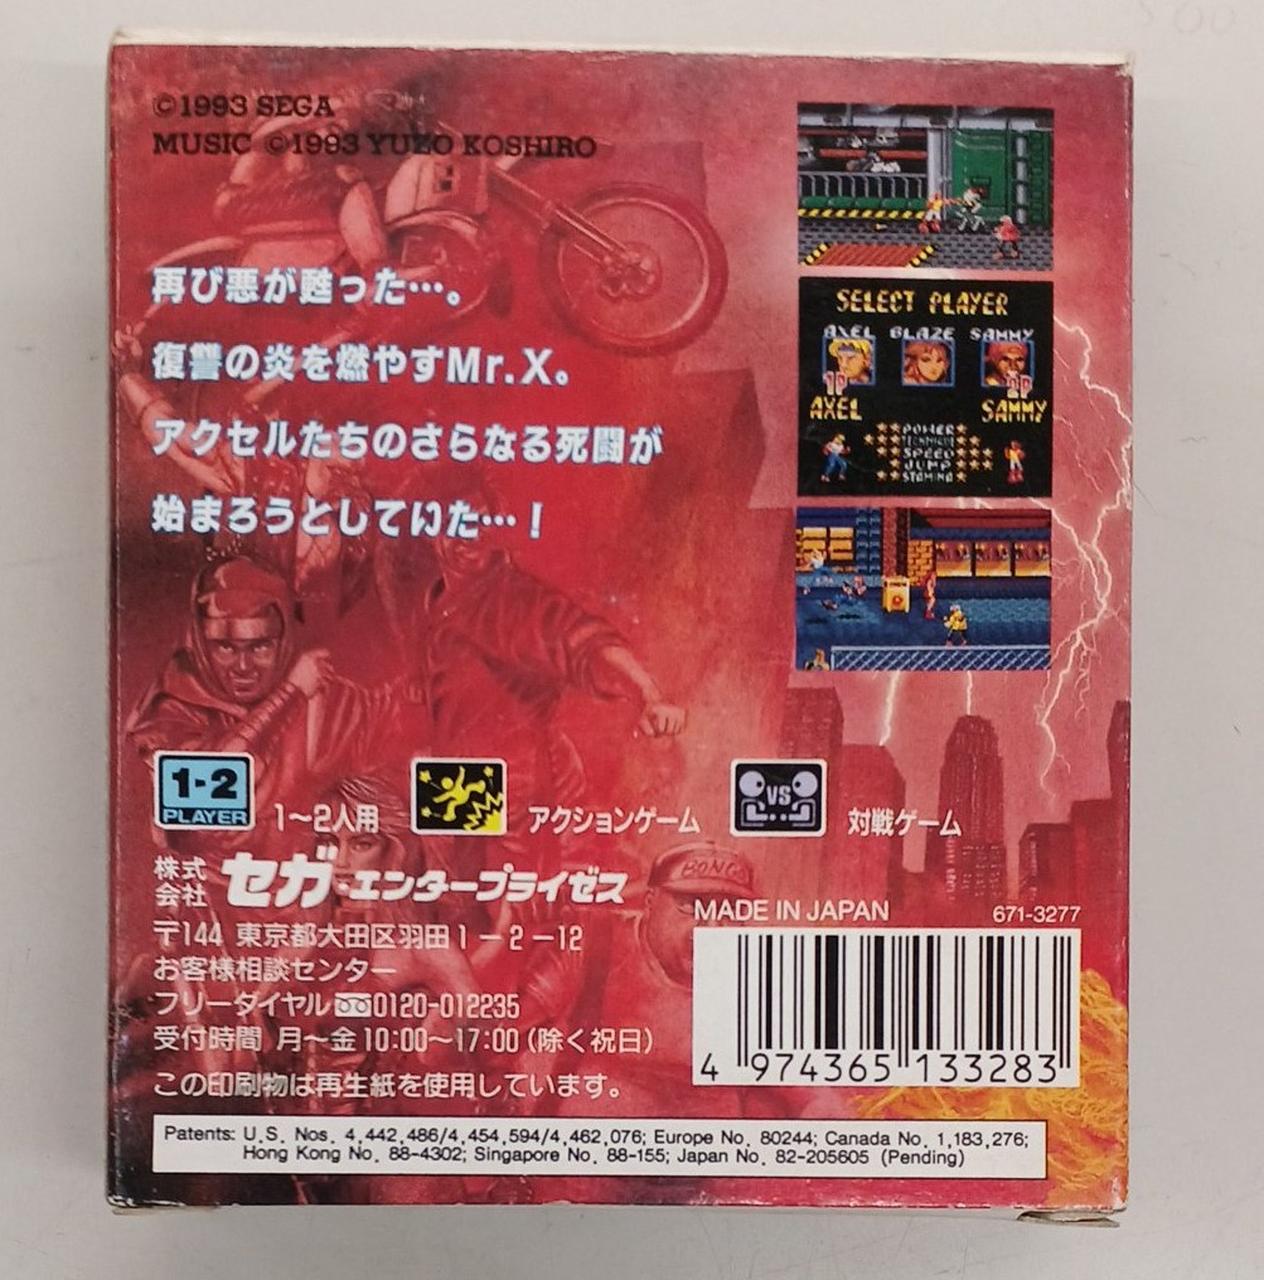 ©1993 SEGA
MUSIC ©1993 YUZO KOSHIRO
再び悪が甦った…。
復讐の炎を燃やすMr.X。
アクセルたちのさらなる死闘が
始まろうとしていた…！
SELECT PLAYER
AXEL BLAZE SAMMY
1P 2P
AXEL SAMMY
★★POWER★
★★★TECHNIQUE★
★★SPEED★★★
★JUMP★★★
★★STAMINA★
1-2
PLAYER
1〜2人用
アクションゲーム
VS
対戦ゲーム
BONGO
株式会社 セガ・エンタープライゼス
〒144 東京都大田区羽田1－2－12
お客様相談センター
フリーダイヤル0120-012235
受付時間 月〜金10:00〜17:00(除く祝日)
この印刷物は再生紙を使用しています。
MADE IN JAPAN 671-3277
4 974365 133283
Patents: U.S. Nos. 4,442,486/4,454,594/4,462,076; Europe No. 80244; Canada No. 1,183,276;
Hong Kong No. 88-4302; Singapore No. 88-155; Japan No. 82-205605 (Pending)